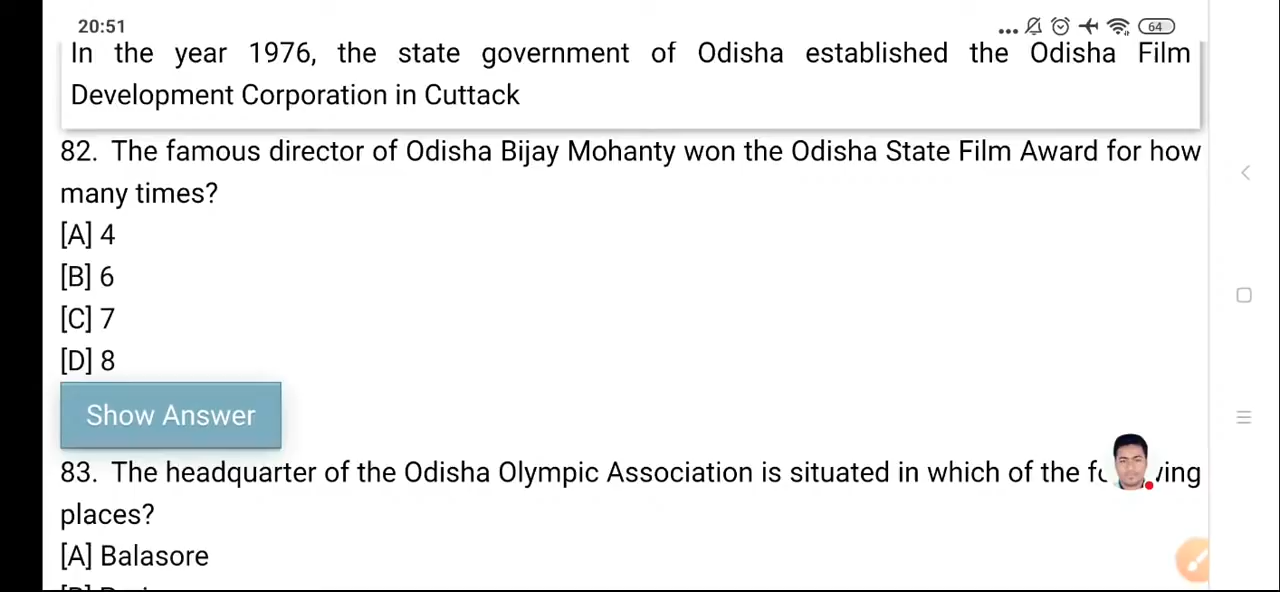 20:51
64
In the year 1976, the state government of Odisha established the Odisha Film
Development Corporation in Cuttack
82. The famous director of Odisha Bijay Mohanty won the Odisha State Film Award for how
many times?
[A] 4
[B] 6
[C] 7
[D] 8
Show Answer
83. The headquarter of the Odisha Olympic Association is situated in which of the
places?
[A] Balasore